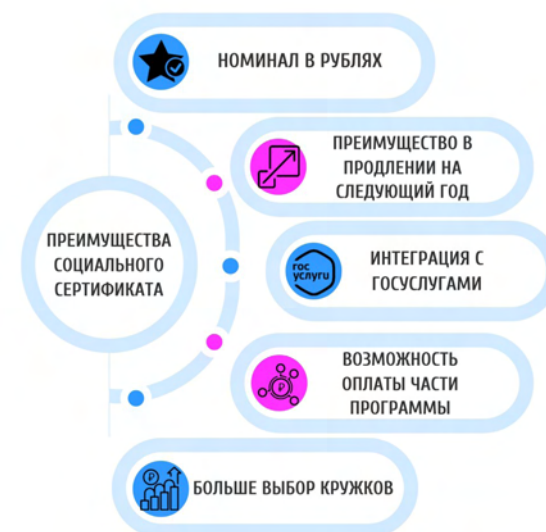 НОМИНАЛ В РУБЛЯХ
ПРЕИМУЩЕСТВО В
ПРОДЛЕНИИ НА
СЛЕДУЮЩИЙ ГОД
ПРЕИМУЩЕСТВА
СОЦИАЛЬНОГО
СЕРТИФИКАТА
гос
услуги
ИНТЕГРАЦИЯ С
ГОСУСЛУГАМИ
ВОЗМОЖНОСТЬ
ОПЛАТЫ ЧАСТИ
ПРОГРАММЫ
БОЛЬШЕ ВЫБОР КРУЖКОВ